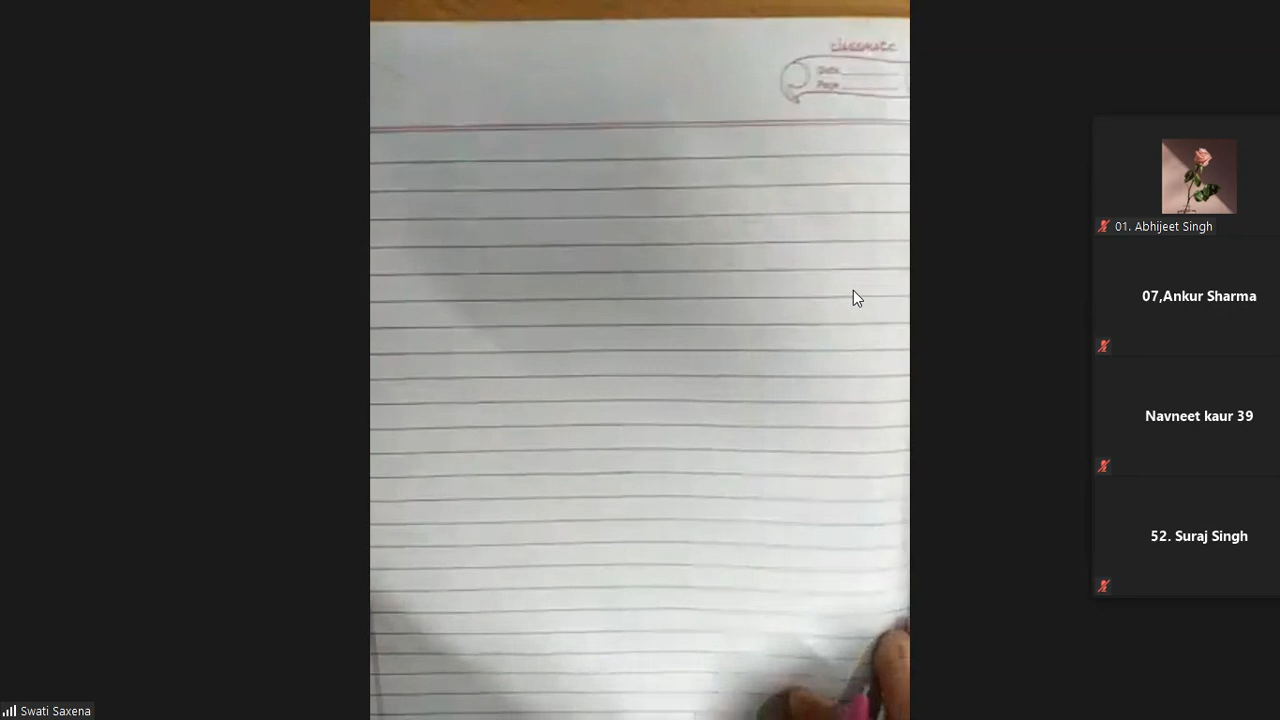 classmate
Date
Page
01. Abhijeet Singh
07,Ankur Sharma
Navneet kaur 39
52. Suraj Singh
Swati Saxena